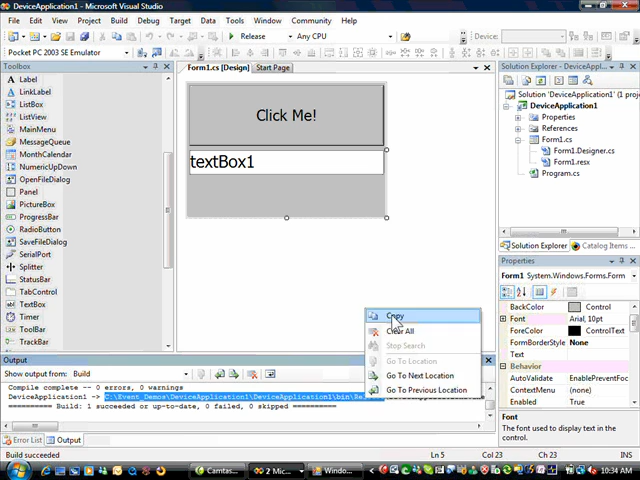 DeviceApplication1 - Microsoft Visual Studio
File Edit View Project Build Debug Data Tools Window Community Help
Release Any CPU Device:
Pocket PC 2003 SE Emulator
Toolbox
Label
LinkLabel
ListBox
ListView
MainMenu
MessageQueue
MonthCalendar
NumericUpDown
OpenFileDialog
Panel
PictureBox
ProgressBar
RadioButton
SaveFileDialog
SerialPort
Splitter
StatusBar
TabControl
TextBox
Timer
ToolBar
TrackBar
Form1.cs [Design] Start Page
Click Me!
textBox1
Solution Explorer - DeviceAppl...
Solution 'DeviceApplication1' (1 proj
DeviceApplication1
Properties
References
Form1.cs
Form1.Designer.cs
Form1.resx
Program.cs
Solution Explorer Catalog Items
Properties
Form1 System.Windows.Forms.Form
BackColor Control
Font Arial, 10pt
ForeColor ControlText
FormBorderStyle None
Text
Behavior
AutoValidate EnablePreventFoc
ContextMenu (none)
Enabled True
Font
The font used to display text in the control.
Copy
Clear All
Stop Search
Go To Location
Go To Next Location
Go To Previous Location
Output
Show output from: Build
Compile complete -- 0 errors, 0 warnings
DeviceApplication1 -> C:\Event_Demos\DeviceApplication1\DeviceApplication1\bin\Re
========== Build: 1 succeeded or up-to-date, 0 failed, 0 skipped ==========
Error List Output
Build succeeded Ln 5 Col 23 Ch 23 INS
Camtas... 2 Mic... Window... 10:34 AM